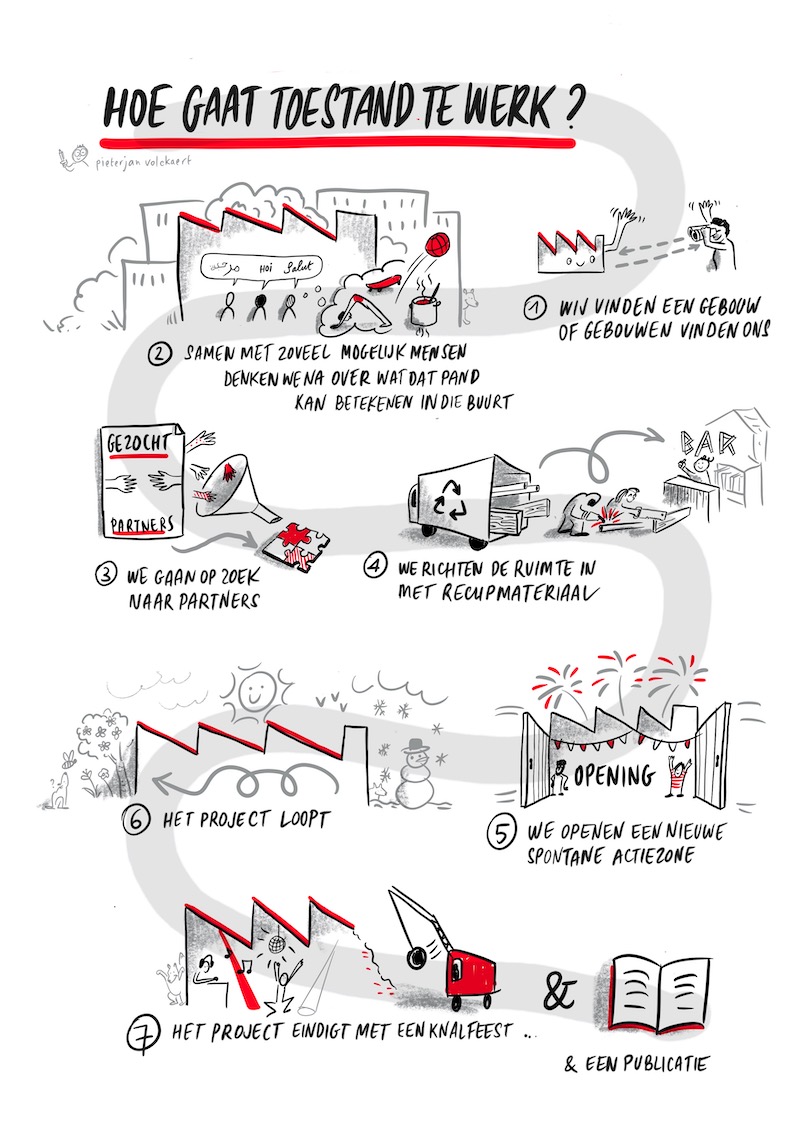 HOE GAAT TOESTAND TE WERK ?
pieterjan volckaert
1 WIJ VINDEN EEN GEBOUW
OF GEBOUWEN VINDEN ONS
HOI Salut
2 SAMEN MET ZOVEEL MOGELIJK MENSEN
DENKEN WE NA OVER WAT DAT PAND
KAN BETEKENEN IN DIE BUURT
GEZOCHT
PARTNERS
3 WE GAAN OP ZOEK
NAAR PARTNERS
BAR
4 WE RICHTEN DE RUIMTE IN
MET RECUPMATERIAAL
OPENING
5 WE OPENEN EEN NIEUWE
SPONTANE ACTIEZONE
6 HET PROJECT LOOPT
7 HET PROJECT EINDIGT MET EEN KNALFEEST ...
&
& EEN PUBLICATIE